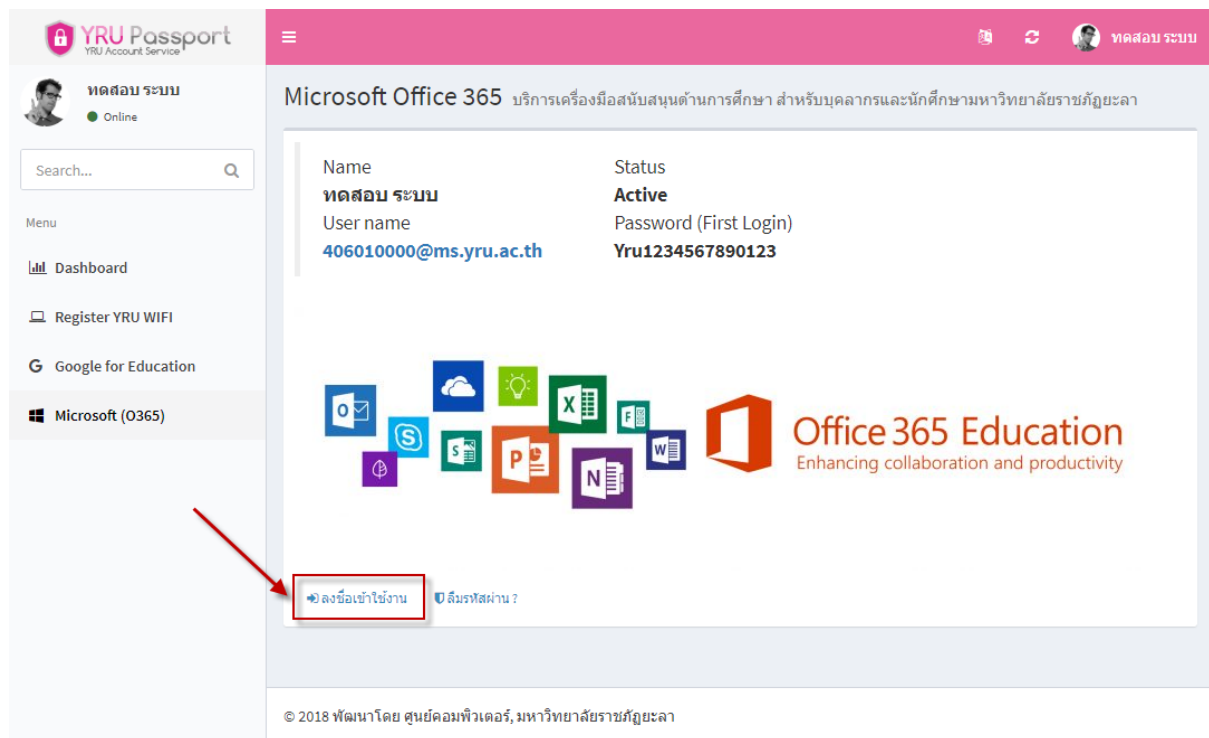 YRU Passport
YRU Account Service
ทดสอบ ระบบ
ทดสอบ ระบบ
Online
Search...
Menu
Dashboard
Register YRU WIFI
G Google for Education
Microsoft (O365)
Microsoft Office 365 บริการเครื่องมือสนับสนุนด้านการศึกษา สำหรับบุคลากรและนักศึกษามหาวิทยาลัยราชภัฏยะลา
Name Status
ทดสอบ ระบบ Active
User name Password (First Login)
406010000@ms.yru.ac.th Yru1234567890123
o
S
S
P
X
N
F
W
Office 365 Education
Enhancing collaboration and productivity
ลงชื่อเข้าใช้งาน ลืมรหัสผ่าน ?
© 2018 พัฒนาโดย ศูนย์คอมพิวเตอร์, มหาวิทยาลัยราชภัฏยะลา